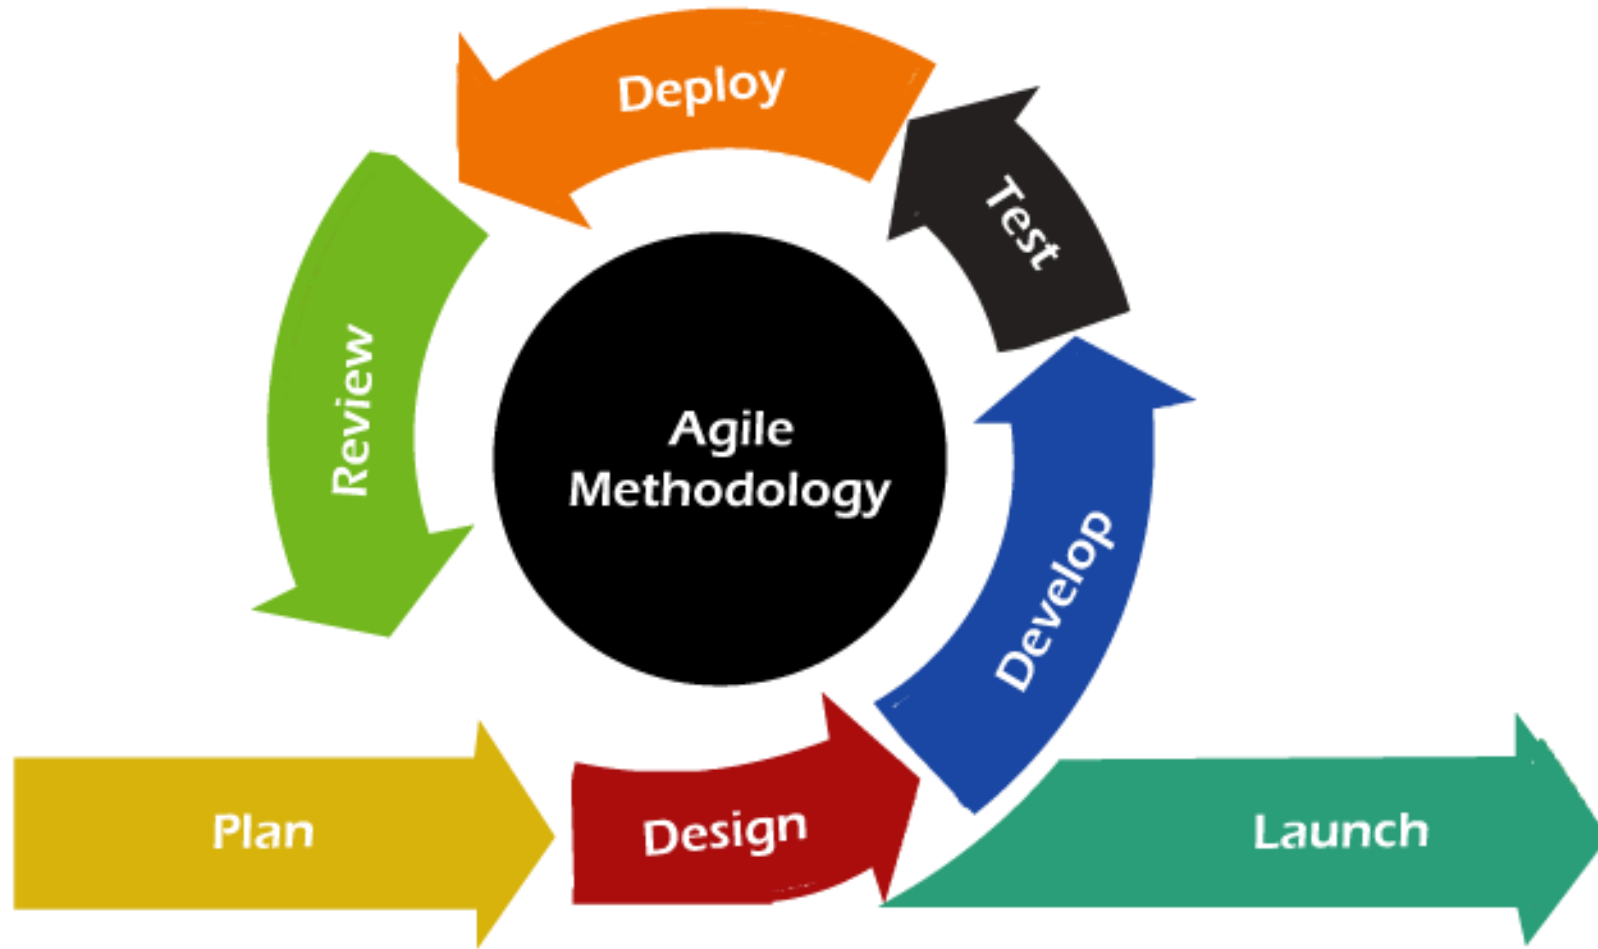 Deploy
Test
Review
Agile
Methodology
Develop
Plan
Design
Launch